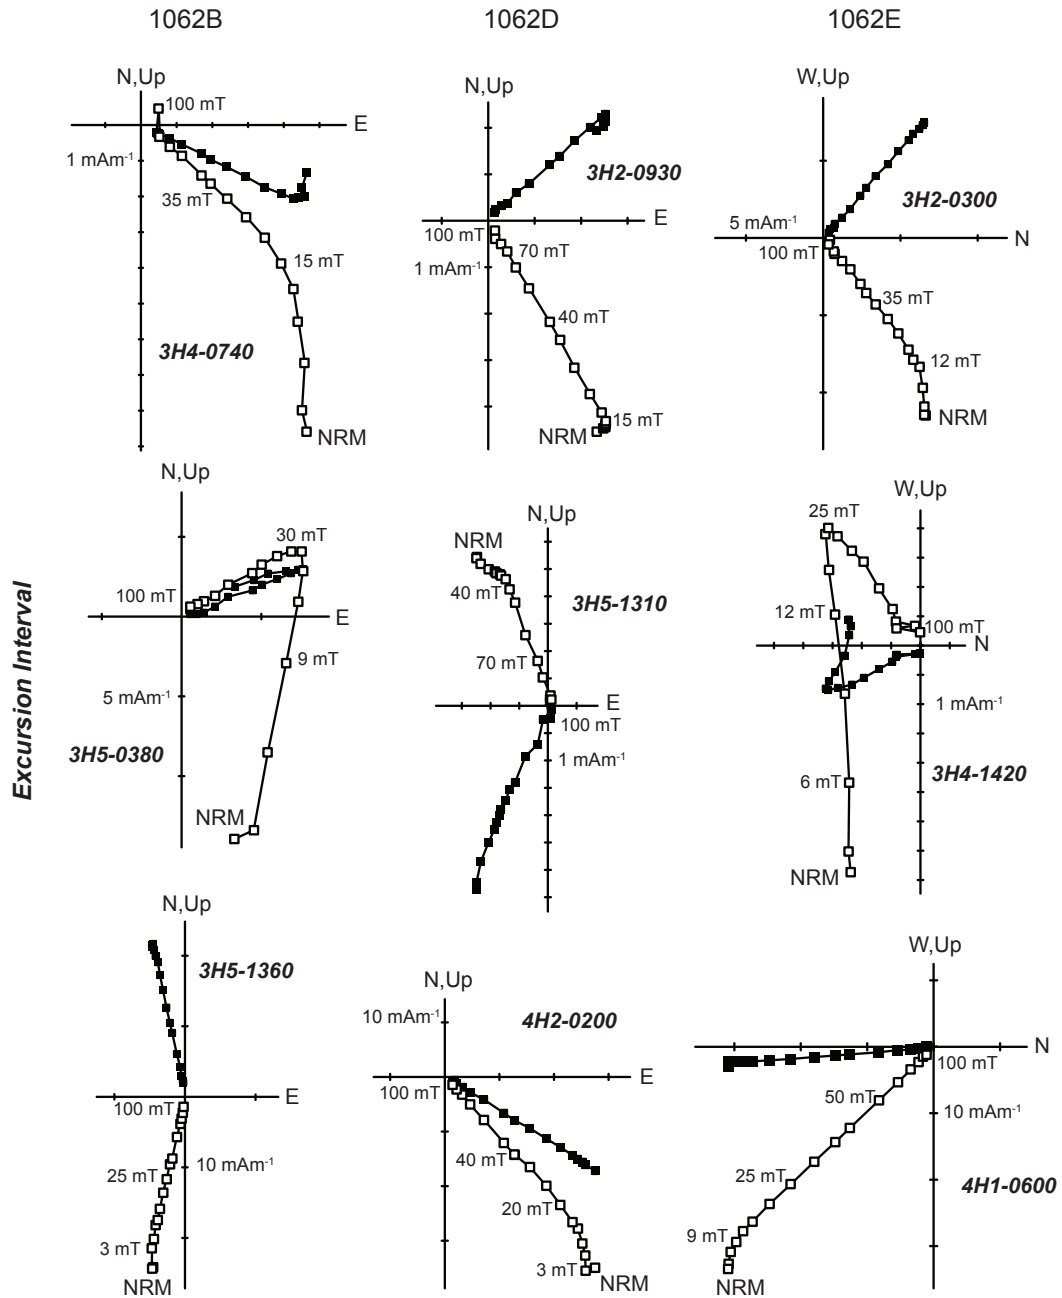 1062B
1062D
1062E
N,Up
100 mT
E
1 mAm-1
35 mT
15 mT
3H4-0740
NRM
N,Up
3H2-0930
E
100 mT
70 mT
1 mAm-1
40 mT
15 mT
NRM
W,Up
3H2-0300
5 mAm-1
N
100 mT
35 mT
12 mT
NRM
Excursion Interval
N,Up
30 mT
100 mT
E
9 mT
5 mAm-1
3H5-0380
NRM
N,Up
NRM
40 mT
3H5-1310
70 mT
E
100 mT
1 mAm-1
W,Up
25 mT
12 mT
100 mT
N
1 mAm-1
3H4-1420
6 mT
NRM
N,Up
3H5-1360
E
100 mT
10 mAm-1
25 mT
3 mT
NRM
N,Up
10 mAm-1
4H2-0200
E
100 mT
40 mT
20 mT
3 mT
NRM
W,Up
N
100 mT
50 mT
10 mAm-1
25 mT
4H1-0600
9 mT
NRM